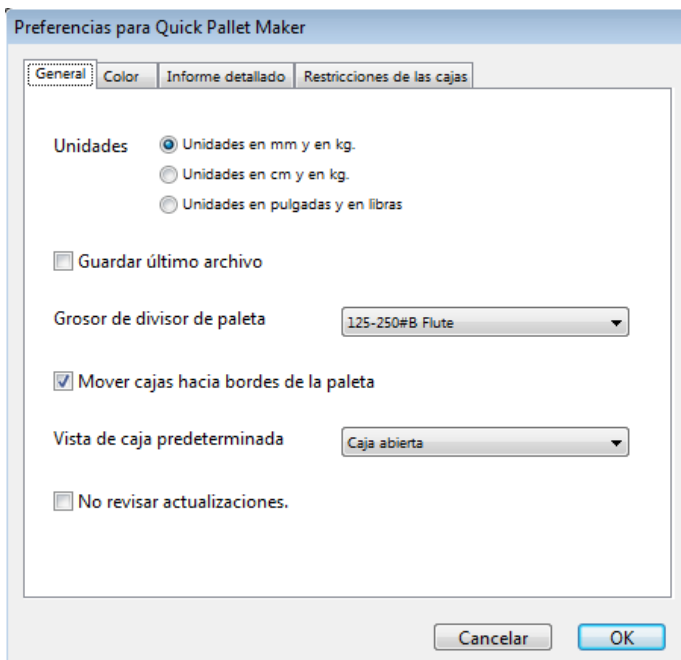 Preferencias para Quick Pallet Maker
General Color Informe detallado Restricciones de las cajas
Unidades Unidades en mm y en kg.
Unidades en cm y en kg.
Unidades en pulgadas y en libras
Guardar último archivo
Grosor de divisor de paleta 125-250#B Flute
Mover cajas hacia bordes de la paleta
Vista de caja predeterminada Caja abierta
No revisar actualizaciones.
Cancelar OK